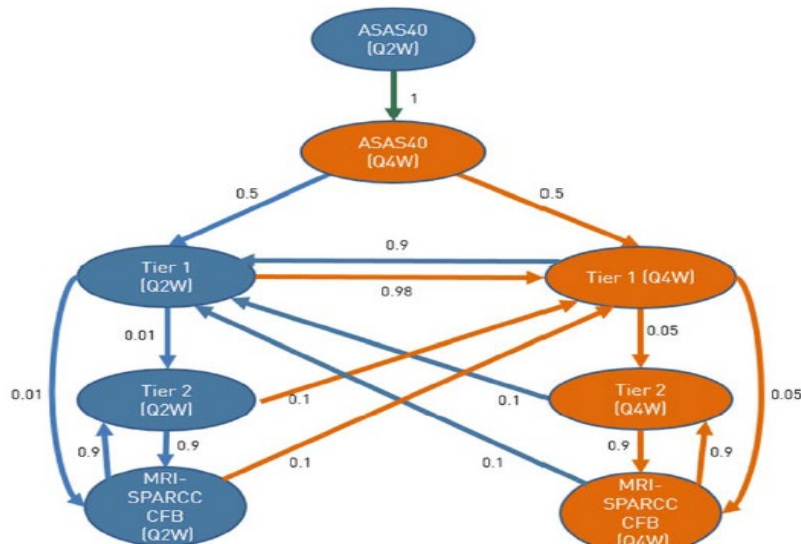 ASAS40
(Q2W)
1
ASAS40
(Q4W)
0.5
0.5
Tier 1
(Q2W)
0.9
0.98
Tier 1 (Q4W)
0.01
0.05
0.01
Tier 2
(Q2W)
0.1
0.1
Tier 2
(Q4W)
0.05
0.9
0.9
0.1
0.1
0.9
0.9
MRI-
SPARCC
CFB
(Q2W)
MRI-
SPARCC
CFB
(Q4W)